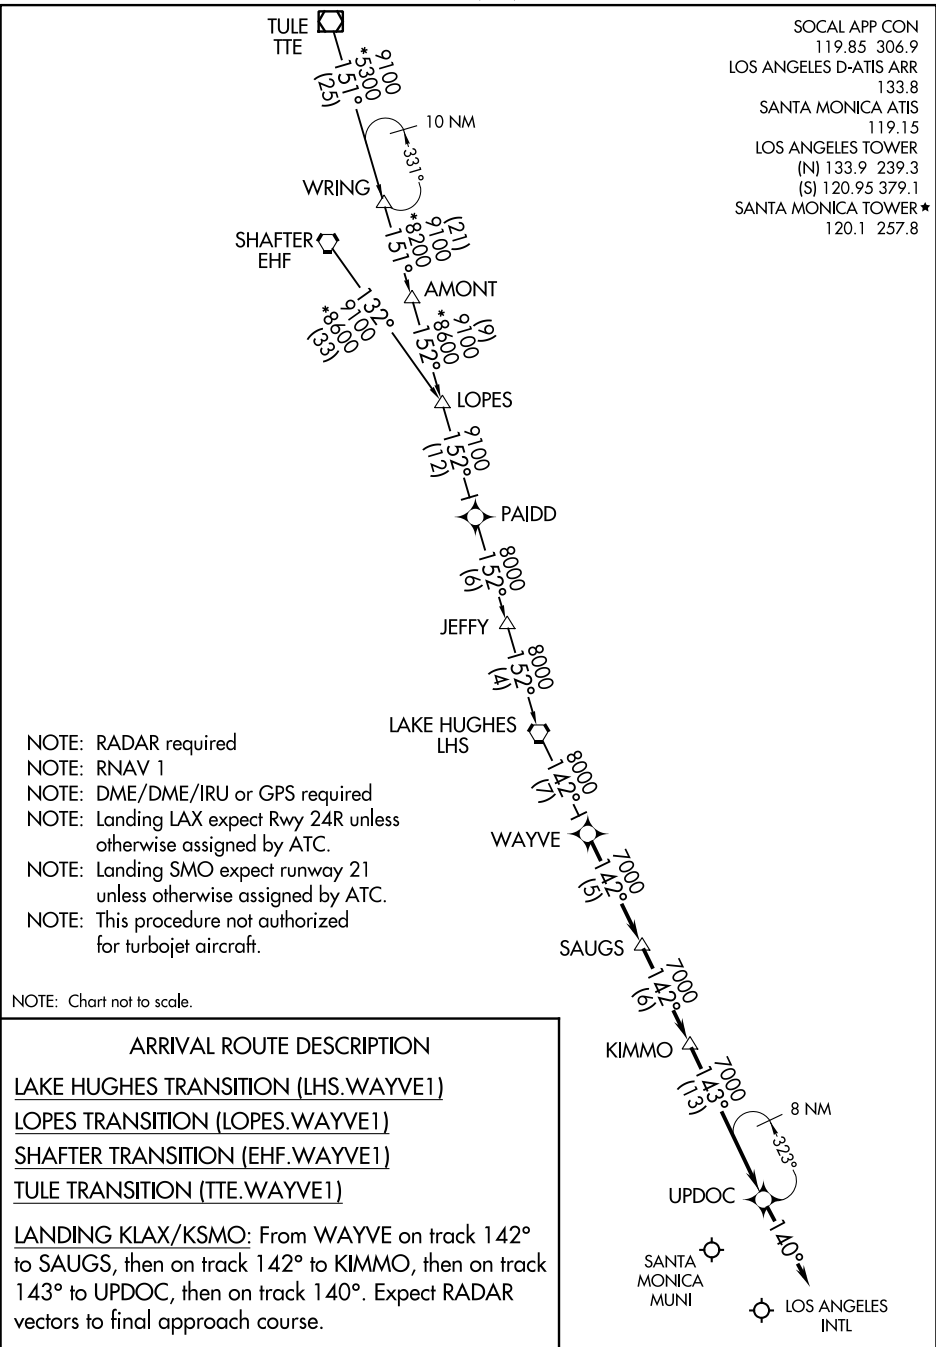 TULE
TTE
9100
*5300
151°
(25)
10 NM
331°
WRING
(21)
9100
*8200
151°
SHAFTER
EHF
132°
9100
*8600
(33)
AMONT
(9)
9100
*8600
152°
LOPES
9100
152°
(12)
PAIDD
8000
152°
(6)
JEFFY
8000
152°
(4)
LAKE HUGHES
LHS
8000
142°
(7)
WAYVE
7000
142°
(5)
SAUGS
7000
142°
(6)
KIMMO
7000
143°
(13)
8 NM
323°
UPDOC
140°
SANTA
MONICA
MUNI
LOS ANGELES
INTL
SOCAL APP CON
119.85 306.9
LOS ANGELES D-ATIS ARR
133.8
SANTA MONICA ATIS
119.15
LOS ANGELES TOWER
(N) 133.9 239.3
(S) 120.95 379.1
SANTA MONICA TOWER★
120.1 257.8
NOTE: RADAR required
NOTE: RNAV 1
NOTE: DME/DME/IRU or GPS required
NOTE: Landing LAX expect Rwy 24R unless
otherwise assigned by ATC.
NOTE: Landing SMO expect runway 21
unless otherwise assigned by ATC.
NOTE: This procedure not authorized
for turbojet aircraft.
NOTE: Chart not to scale.
ARRIVAL ROUTE DESCRIPTION
LAKE HUGHES TRANSITION (LHS.WAYVE1)
LOPES TRANSITION (LOPES.WAYVE1)
SHAFTER TRANSITION (EHF.WAYVE1)
TULE TRANSITION (TTE.WAYVE1)
LANDING KLAX/KSMO: From WAYVE on track 142°
to SAUGS, then on track 142° to KIMMO, then on track
143° to UPDOC, then on track 140°. Expect RADAR
vectors to final approach course.